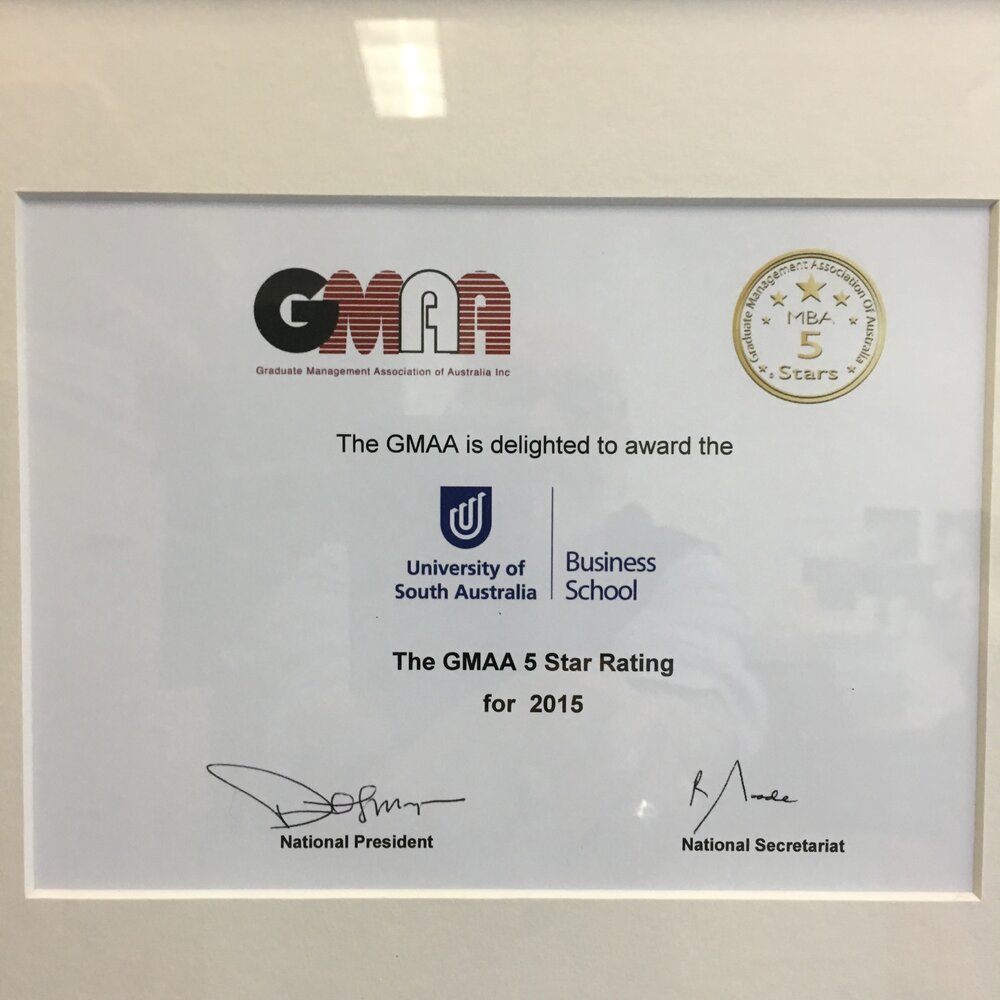 GMAA
Graduate Management Association of Australia Inc
Graduate Management Association Of Australia
MBA
5
Stars
The GMAA is delighted to award the
University of
South Australia
Business
School
The GMAA 5 Star Rating
for 2015
National President
National Secretariat